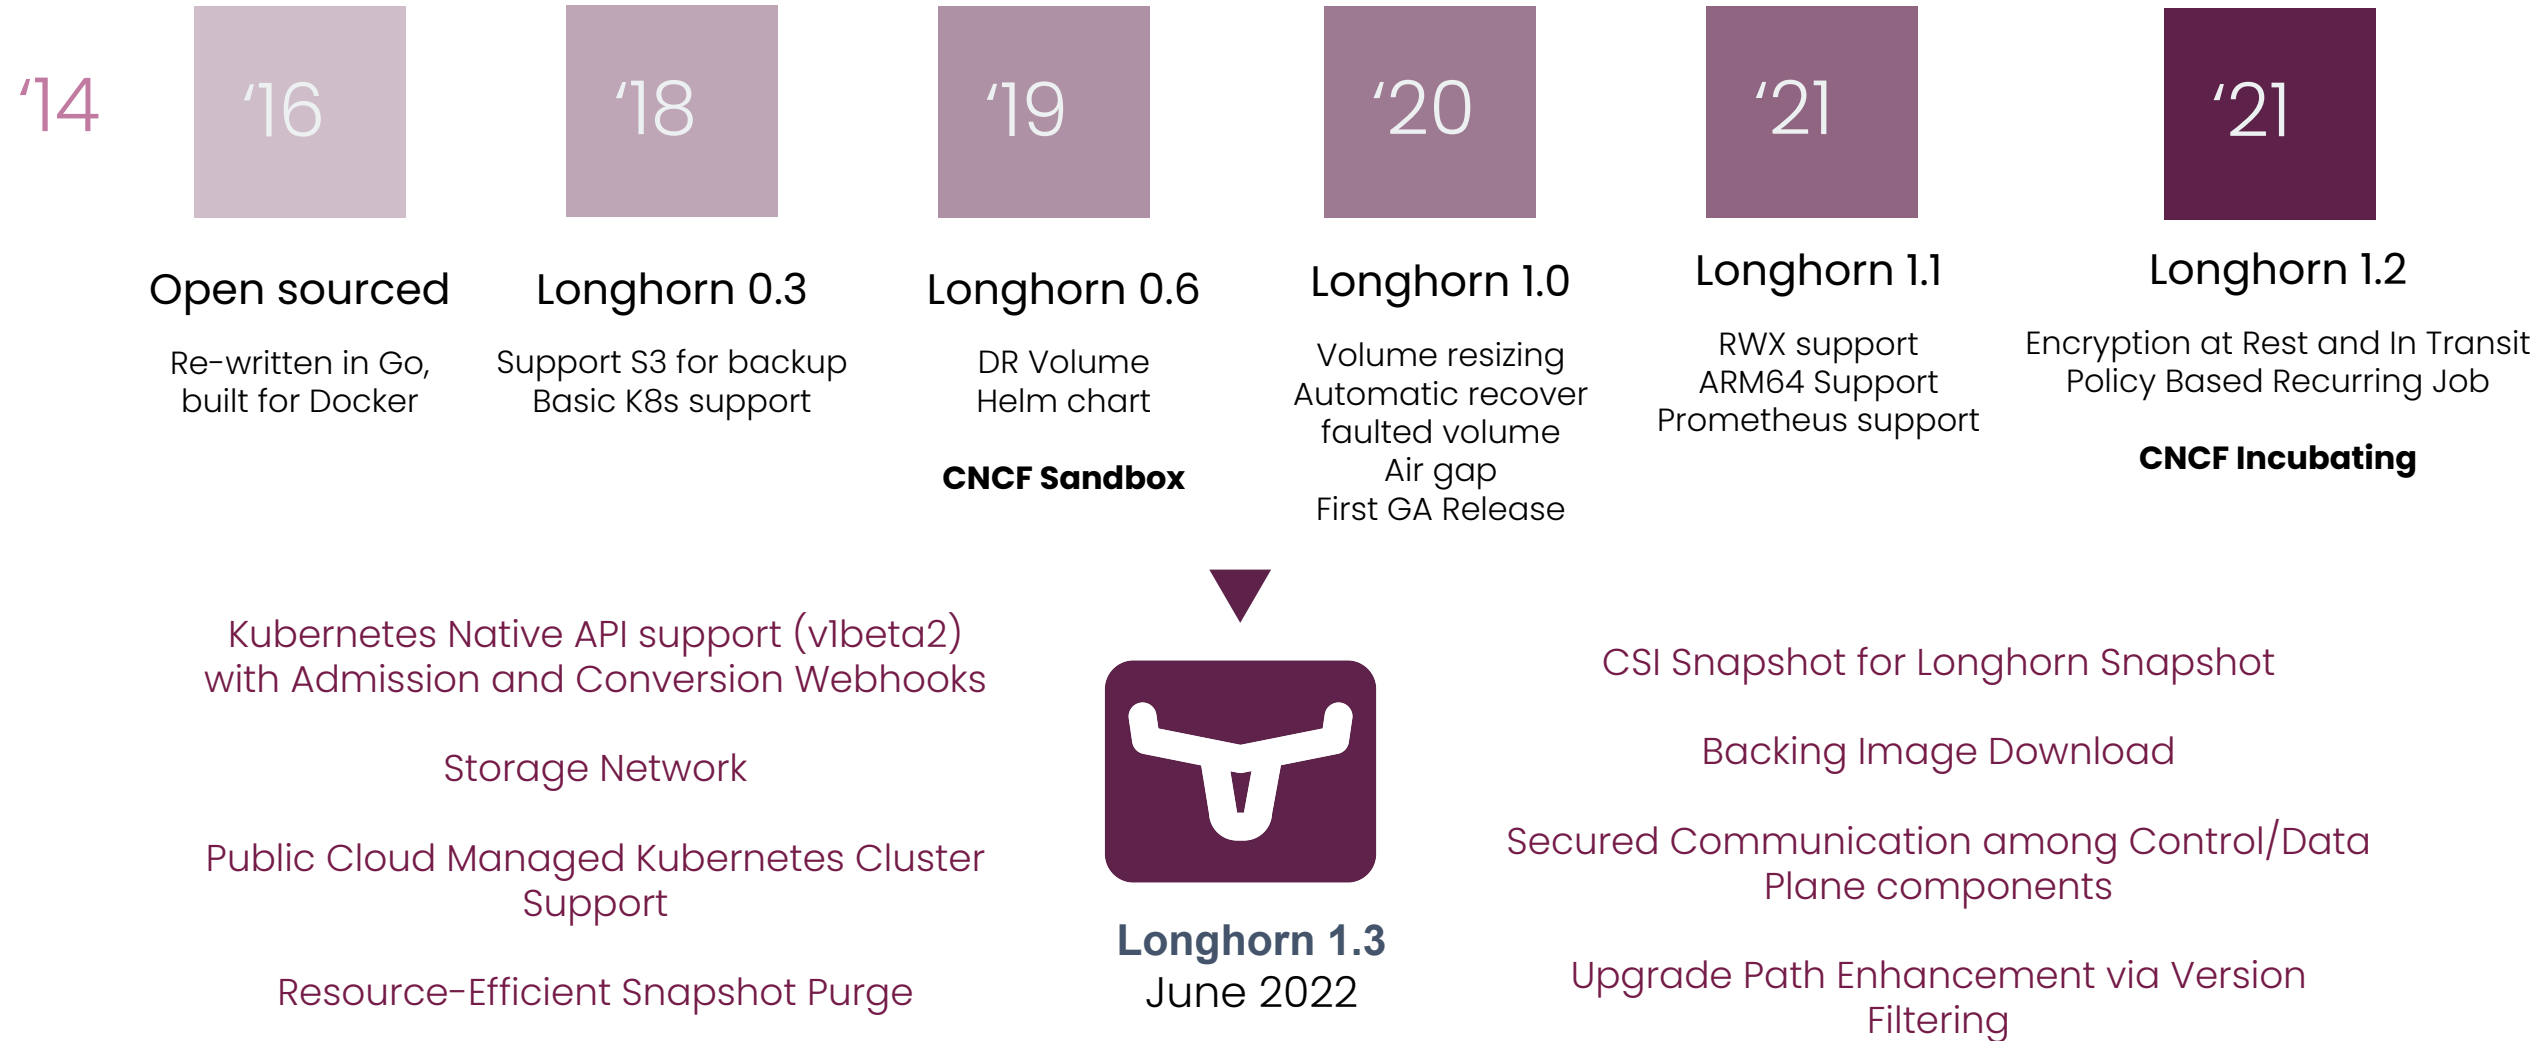 ‘14
‘16
‘18
‘19
‘20
‘21
‘21
Open sourced
Re-written in Go,
built for Docker
Longhorn 0.3
Support S3 for backup
Basic K8s support
Longhorn 0.6
DR Volume
Helm chart
CNCF Sandbox
Longhorn 1.0
Volume resizing
Automatic recover
faulted volume
Air gap
First GA Release
Longhorn 1.1
RWX support
ARM64 Support
Prometheus support
Longhorn 1.2
Encryption at Rest and In Transit
Policy Based Recurring Job
CNCF Incubating
Kubernetes Native API support (v1beta2)
with Admission and Conversion Webhooks
Storage Network
Public Cloud Managed Kubernetes Cluster
Support
Resource-Efficient Snapshot Purge
Longhorn 1.3
June 2022
CSI Snapshot for Longhorn Snapshot
Backing Image Download
Secured Communication among Control/Data
Plane components
Upgrade Path Enhancement via Version
Filtering